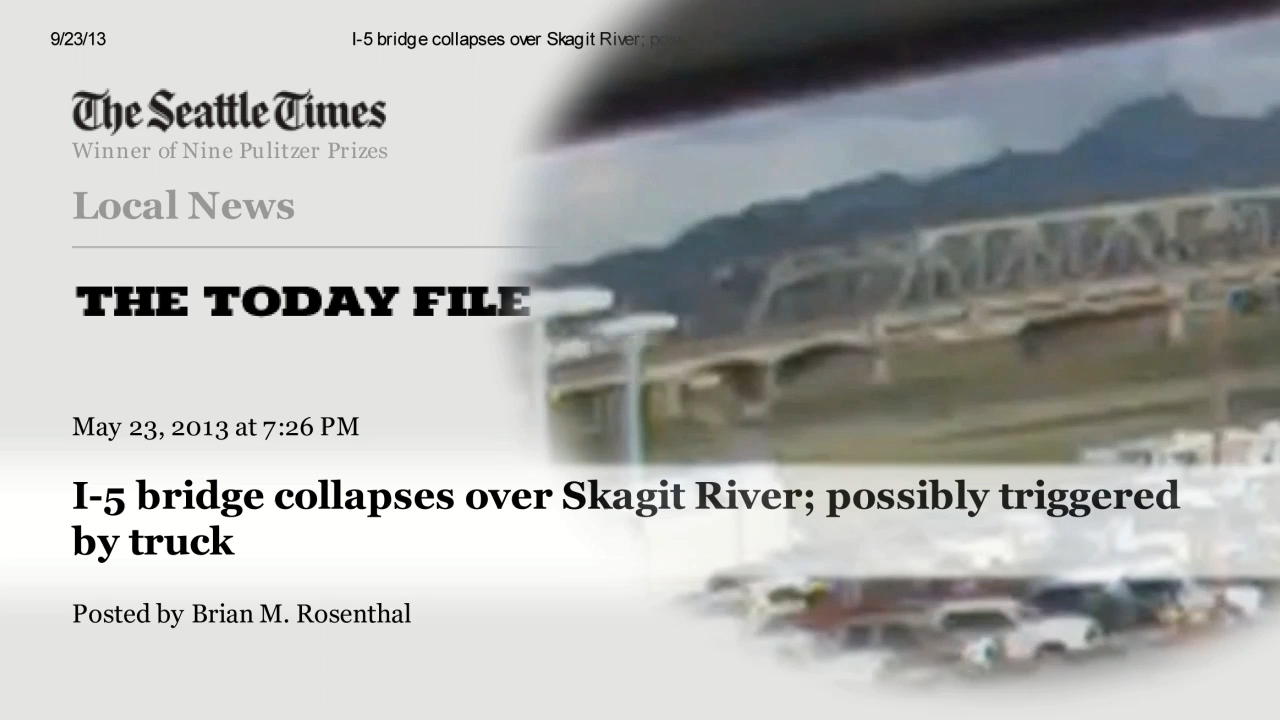 9/23/13
I-5 bridge collapses over Skagit River;
The Seattle Times
Winner of Nine Pulitzer Prizes
Local News
THE TODAY FILE
May 23, 2013 at 7:26 PM
I-5 bridge collapses over Skagit River; possibly triggered
by truck
Posted by Brian M. Rosenthal